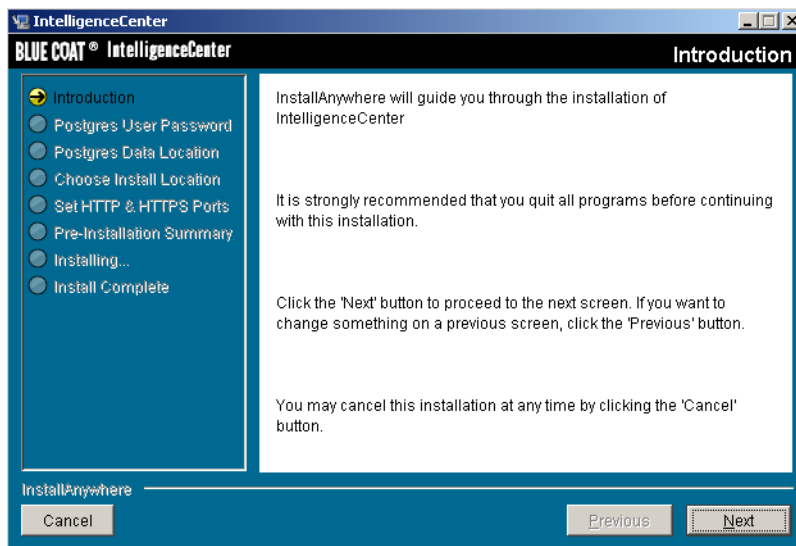 IntelligenceCenter
BLUE COAT ® IntelligenceCenter
Introduction
Introduction
Postgres User Password
Postgres Data Location
Choose Install Location
Set HTTP & HTTPS Ports
Pre-Installation Summary
Installing...
Install Complete
InstallAnywhere will guide you through the installation of
IntelligenceCenter
It is strongly recommended that you quit all programs before continuing
with this installation.
Click the 'Next' button to proceed to the next screen. If you want to
change something on a previous screen, click the 'Previous' button.
You may cancel this installation at any time by clicking the 'Cancel'
button.
InstallAnywhere
Cancel
Previous
Next